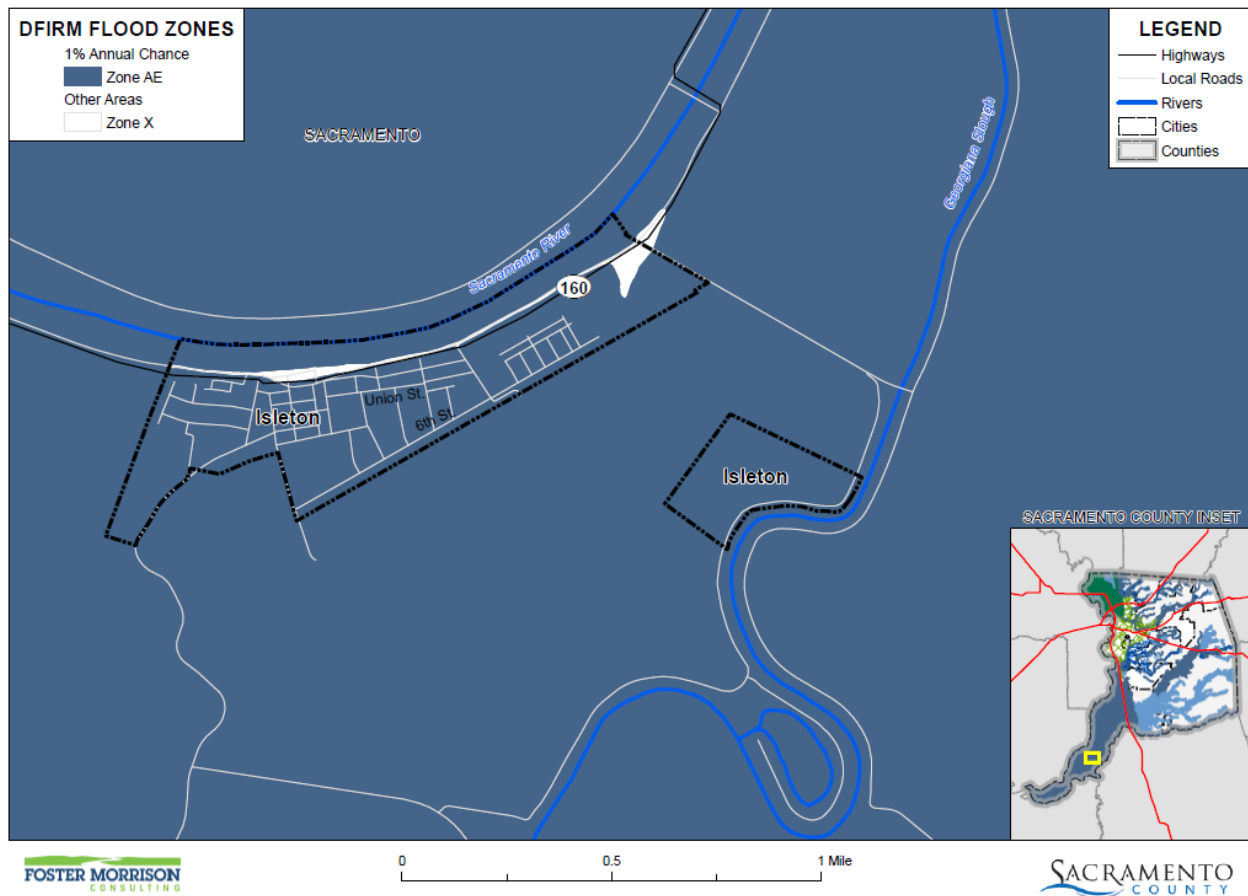 DFIRM FLOOD ZONES
1% Annual Chance
Zone AE
Other Areas
Zone X
LEGEND
Highways
Local Roads
Rivers
Cities
Counties
SACRAMENTO
Georgiana Slough
Sacramento River
160
Union St.
6th St.
Isleton
Isleton
SACRAMENTO COUNTY INSET
0 0.5 1 Mile
FOSTER MORRISON
CONSULTING
SACRAMENTO
COUNTY